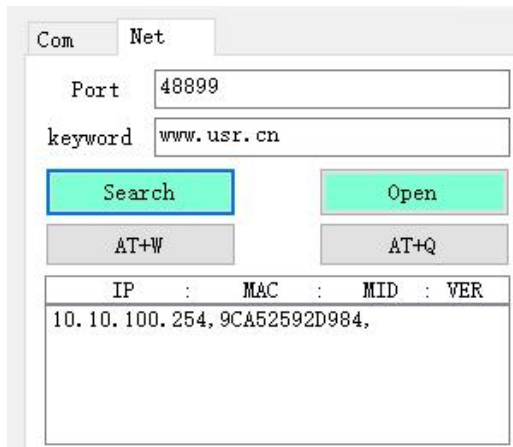 Com Net
Port 48899
keyword www.usr.cn
Search Open
AT+W AT+Q
IP : MAC : MID : VER
10.10.100.254,9CA52592D984,